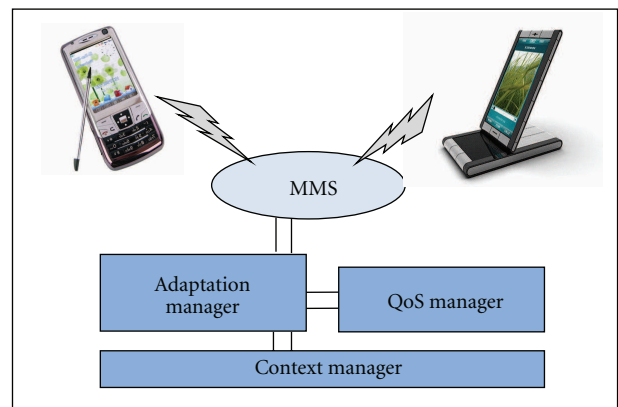 MMS
Adaptation
manager
QoS manager
Context manager